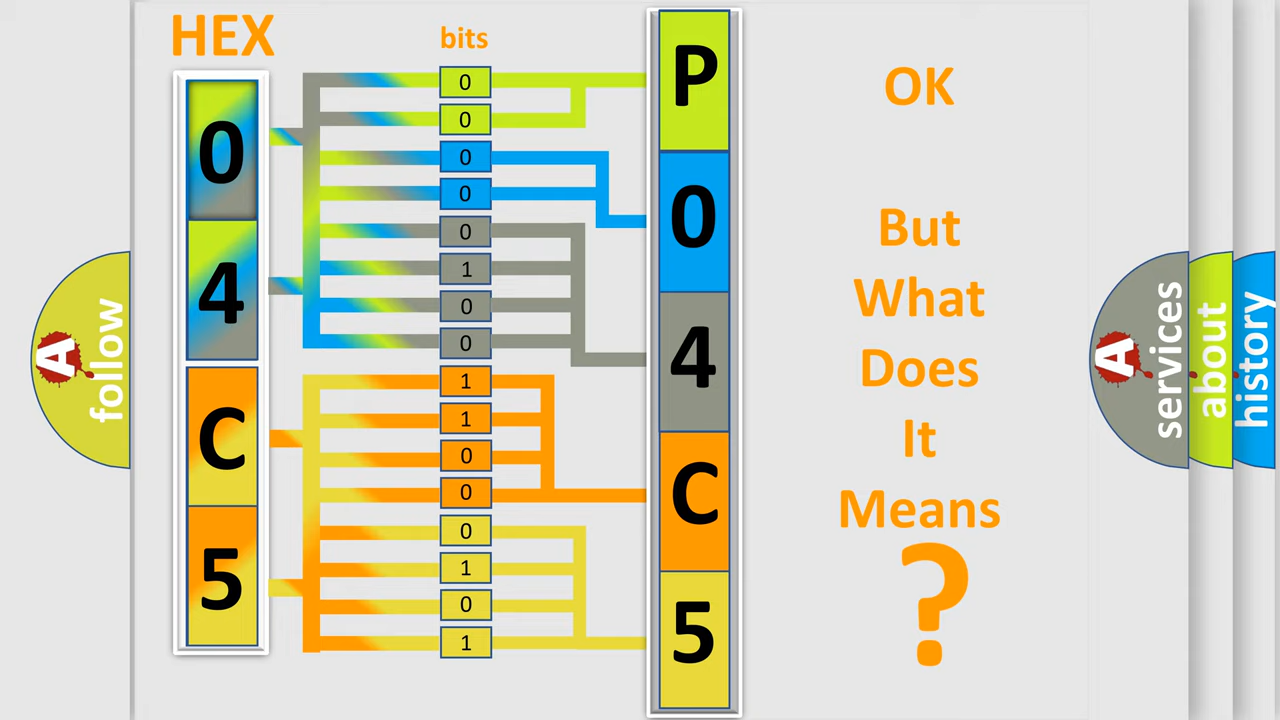 HEX
bits
0
4
C
5
0
0
0
0
0
1
0
0
1
1
0
0
0
1
0
1
P
0
4
C
5
OK
But
What
Does
It
Means
?
A
follow
A
services
about
history